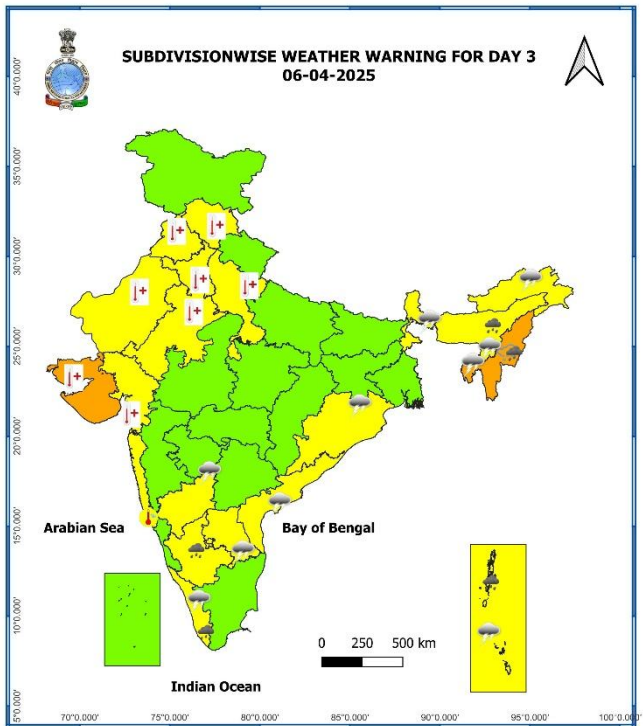 SUBDIVISIONWISE WEATHER WARNING FOR DAY 3
06-04-2025
40°0.000'
35°0.000'
30°0.000'
25°0.000'
20°0.000'
15°0.000'
10°0.000'
5°0.000'
Arabian Sea
Bay of Bengal
0 250 500 km
Indian Ocean
70°0.000' 75°0.000' 80°0.000' 85°0.000' 90°0.000' 95°0.000' 100°0.000'